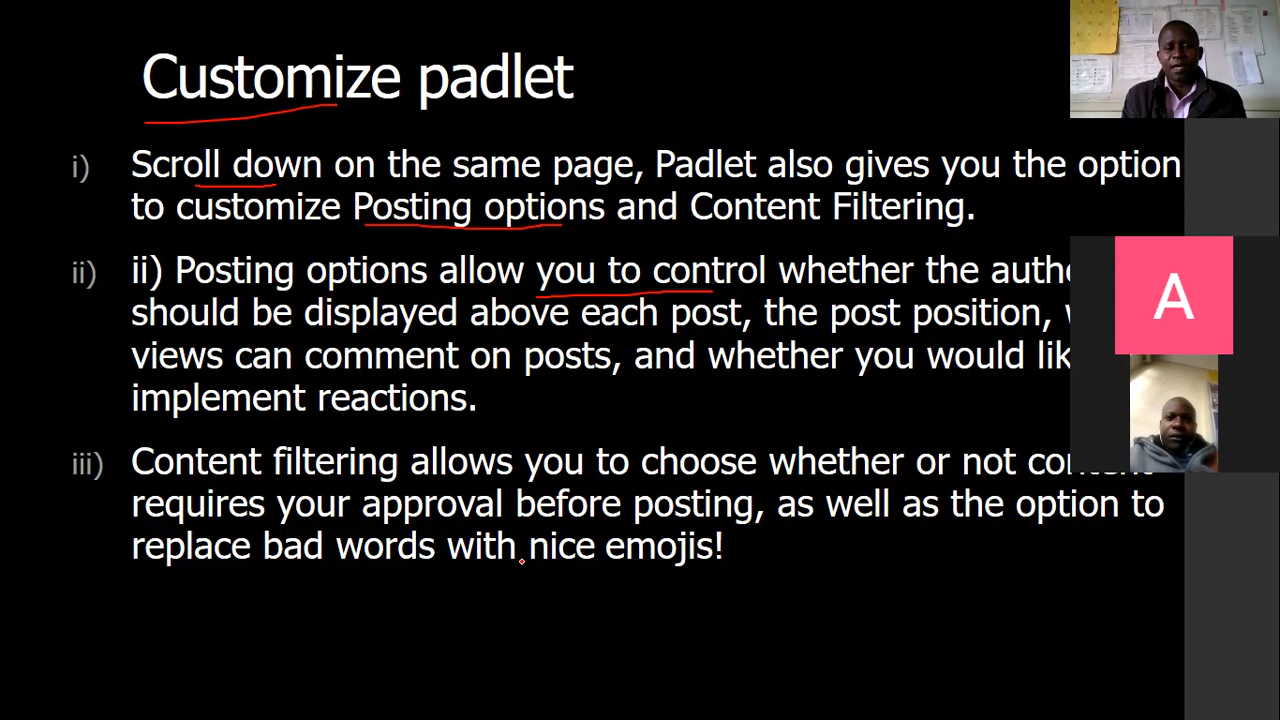 Customize padlet
i) Scroll down on the same page, Padlet also gives you the option
to customize Posting options and Content Filtering.
ii) ii) Posting options allow you to control whether the
should be displayed above each post, the post position,
views can comment on posts, and whether you would
implement reactions.
iii) Content filtering allows you to choose whether or not
requires your approval before posting, as well as the option to
replace bad words with nice emojis!
A